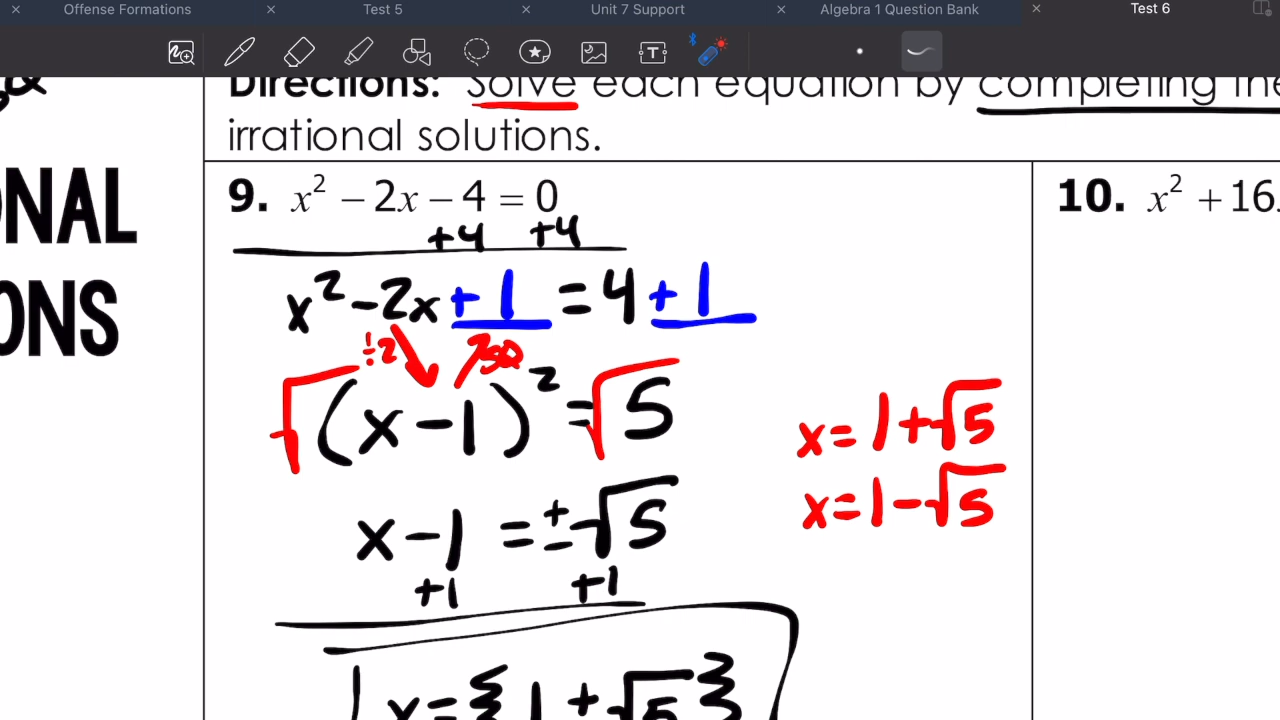 Offense Formations Test 5 Unit 7 Support Algebra 1 Question Bank Test 6
Directions: Solve each equation by completing the
irrational solutions.
NAL
ONS
9. x² − 2x − 4 = 0
+4 +4
x² − 2x + 1 = 4 + 1
÷2 SQ
√(x − 1)² = √5
x − 1 = ±√5
+1 +1
x = {1 ± √5}
x = 1 + √5
x = 1 − √5
10. x² + 16